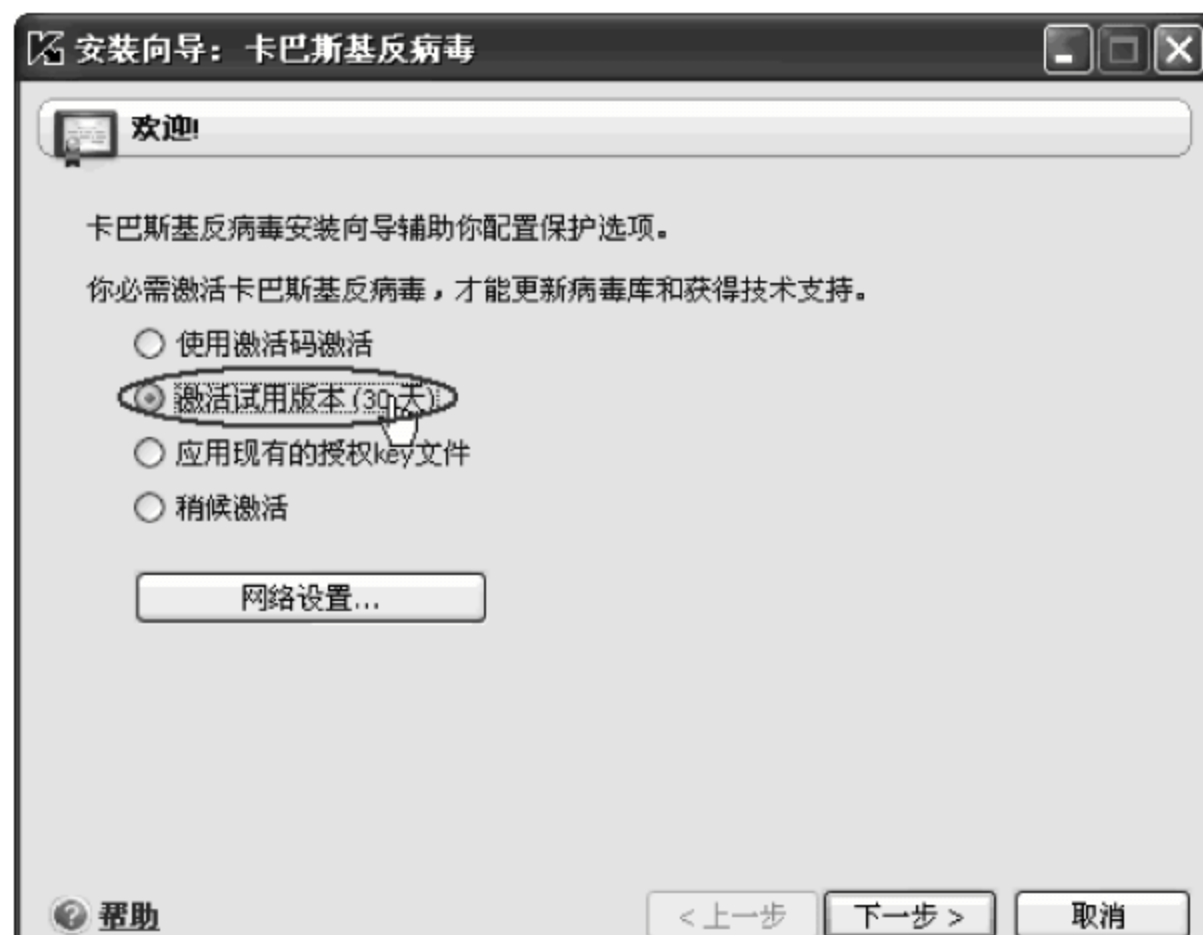 安装向导：卡巴斯基反病毒
欢迎!
卡巴斯基反病毒安装向导辅助你配置保护选项。
你必需激活卡巴斯基反病毒，才能更新病毒库和获得技术支持。
使用激活码激活
激活试用版本(30天)
应用现有的授权key文件
稍候激活
网络设置...
帮助
<上一步
下一步>
取消